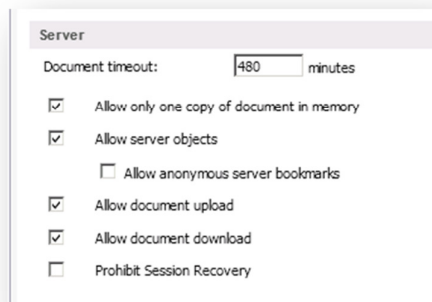 Server
Document timeout: 480 minutes
Allow only one copy of document in memory
Allow server objects
Allow anonymous server bookmarks
Allow document upload
Allow document download
Prohibit Session Recovery